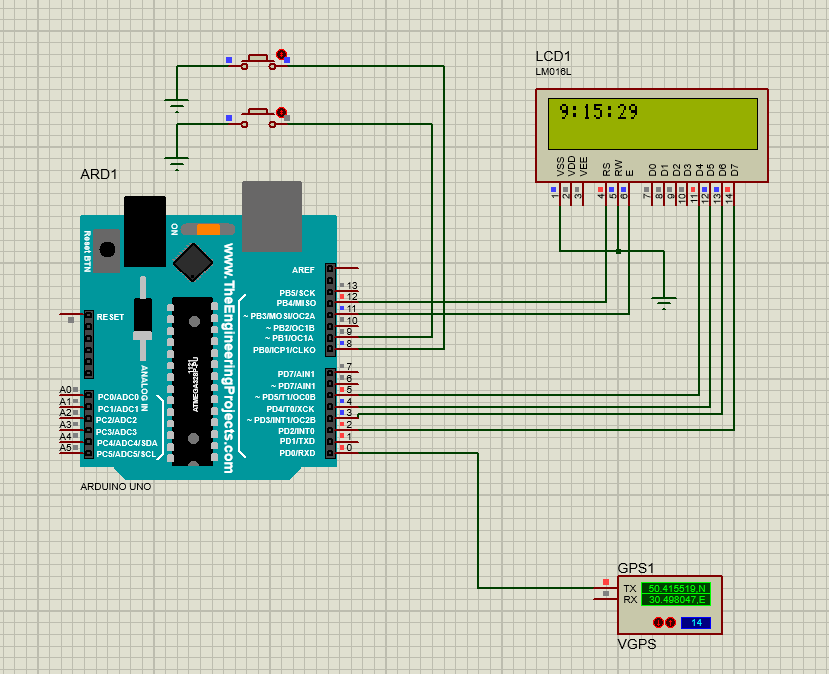 LCD1
LM016L
9:15:29
VSS
VDD
VEE
RS
RW
E
D0
D1
D2
D3
D4
D5
D6
D7
1
2
3
4
5
6
7
8
9
10
11
12
13
14
ARD1
Reset BTN
ON
www.TheEngineeringProjects.com
AREF
PB5/SCK 13
PB4/MISO 12
~ PB3/MOSI/OC2A 11
~ PB2/OC1B 10
~ PB1/OC1A 9
PB0/ICP1/CLKO 8
RESET
ANALOG IN
ATMEGA328P-PU
1121
PD7/AIN1 7
~ PD7/AIN1 6
~ PD5/T1/OC0B 5
PD4/T0/XCK 4
~ PD3/INT1/OC2B 3
PD2/INT0 2
PD1/TXD 1
PD0/RXD 0
A0 PC0/ADC0
A1 PC1/ADC1
A2 PC2/ADC2
A3 PC3/ADC3
A4 PC4/ADC4/SDA
A5 PC5/ADC5/SCL
ARDUINO UNO
GPS1
TX 50.415519,N
RX 30.498047,E
14
VGPS